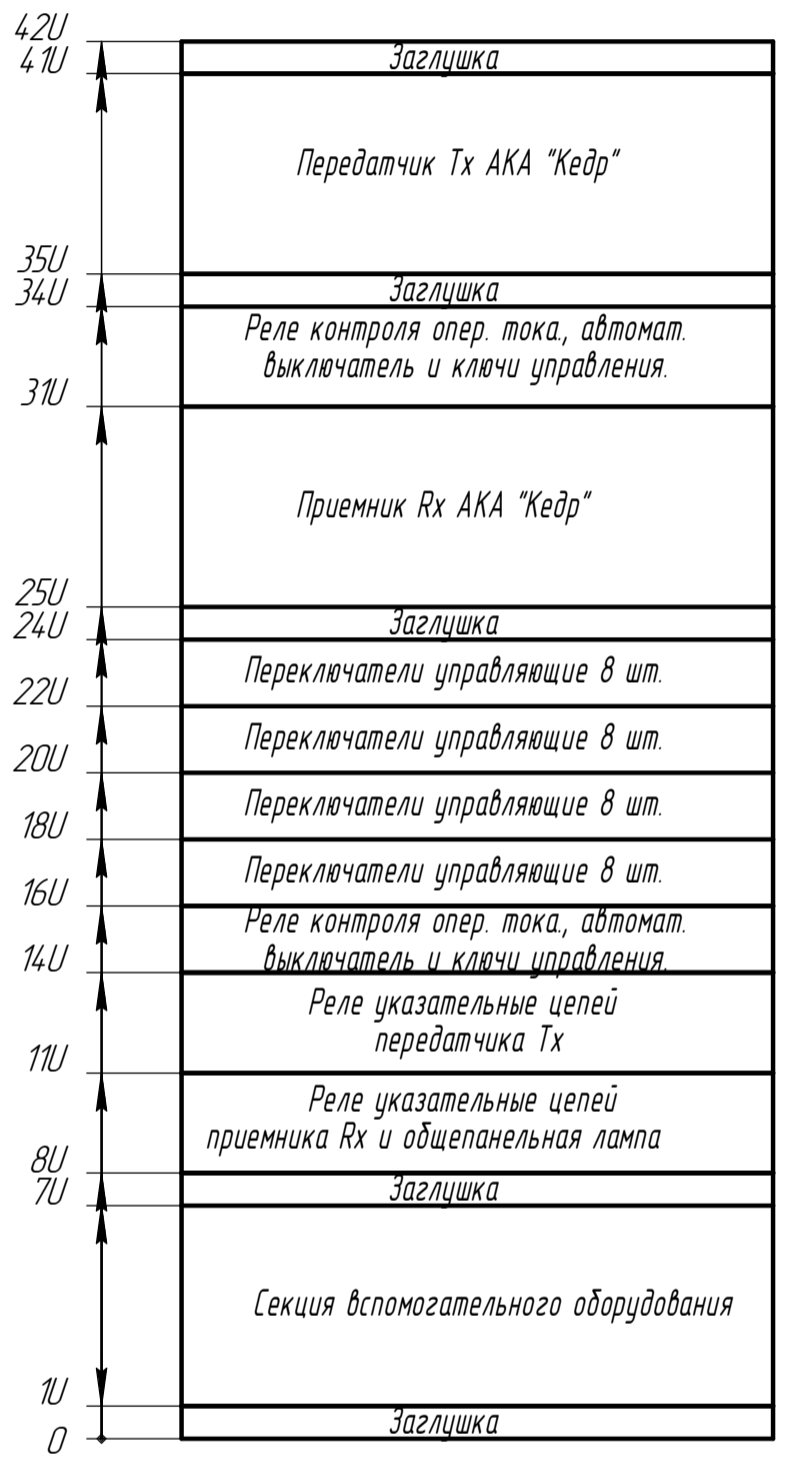 42U
41U
Заглушка
Передатчик Tx АКА "Кедр"
35U
34U
Заглушка
Реле контроля опер. тока., автомат.
выключатель и ключи управления.
31U
Приемник Rx АКА "Кедр"
25U
24U
Заглушка
Переключатели управляющие 8 шт.
22U
Переключатели управляющие 8 шт.
20U
Переключатели управляющие 8 шт.
18U
Переключатели управляющие 8 шт.
16U
Реле контроля опер. тока., автомат.
выключатель и ключи управления.
14U
Реле указательные цепей
передатчика Tx
11U
Реле указательные цепей
приемника Rx и общепанельная лампа
8U
7U
Заглушка
Секция вспомогательного оборудования
1U
Заглушка
0